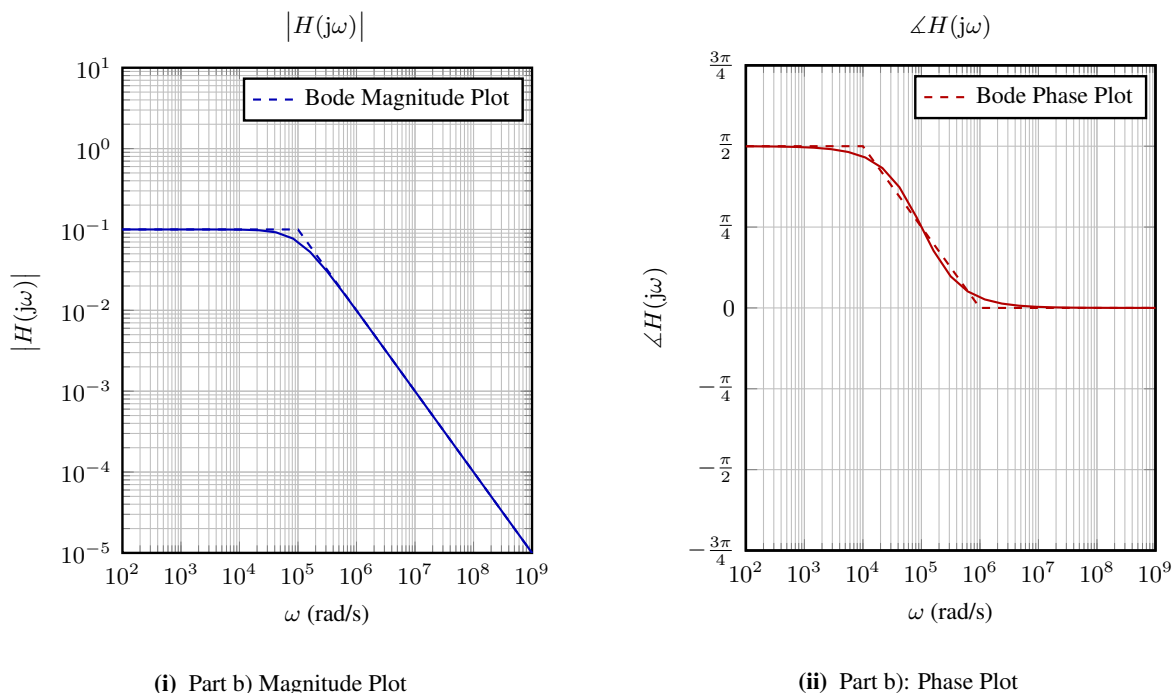 |H(jω)|
Bode Magnitude Plot
10^1
10^0
10^−1
10^−2
10^−3
10^−4
10^−5
|H(jω)|
10^2 10^3 10^4 10^5 10^6 10^7 10^8 10^9
ω (rad/s)
(i) Part b) Magnitude Plot
∡H(jω)
Bode Phase Plot
3π/4
π/2
π/4
0
−π/4
−π/2
−3π/4
∡H(jω)
10^2 10^3 10^4 10^5 10^6 10^7 10^8 10^9
ω (rad/s)
(ii) Part b): Phase Plot